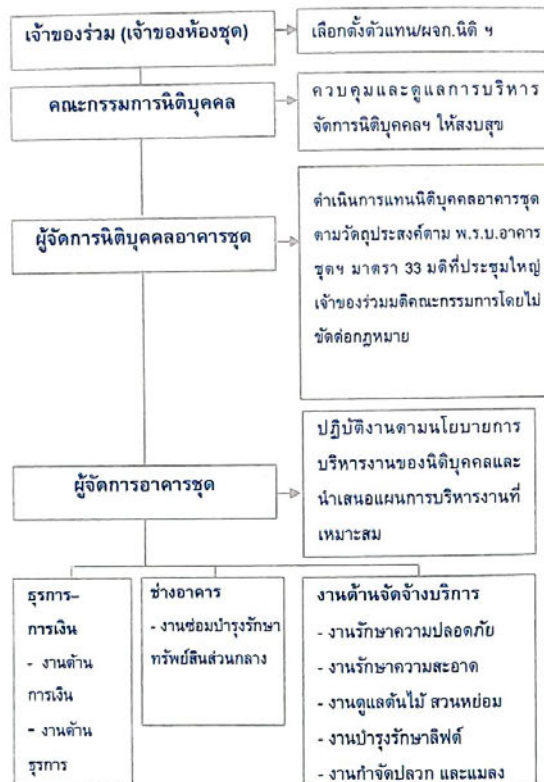 เจ้าของร่วม (เจ้าของห้องชุด)
เลือกตั้งตัวแทน/ผจก.นิติ ฯ
คณะกรรมการนิติบุคคล
ควบคุมและดูแลการบริหาร
จัดการนิติบุคคลฯ ให้สงบสุข
ผู้จัดการนิติบุคคลอาคารชุด
ดำเนินการแทนนิติบุคคลอาคารชุด
ตามวัตถุประสงค์ตาม พ.ร.บ.อาคาร
ชุดฯ มาตรา 33 มติที่ประชุมใหญ่
เจ้าของร่วมมติคณะกรรมการโดยไม่
ขัดต่อกฎหมาย
ผู้จัดการอาคารชุด
ปฏิบัติงานตามนโยบายการ
บริหารงานของนิติบุคคลและ
นำเสนอแผนการบริหารงานที่
เหมาะสม
ธุรการ–
การเงิน
- งานด้าน
การเงิน
- งานด้าน
ธุรการ
ช่างอาคาร
- งานซ่อมบำรุงรักษา
ทรัพย์สินส่วนกลาง
งานด้านจัดจ้างบริการ
- งานรักษาความปลอดภัย
- งานรักษาความสะอาด
- งานดูแลต้นไม้ สวนหย่อม
- งานบำรุงรักษาลิฟต์
- งานกำจัดปลวก และแมลง